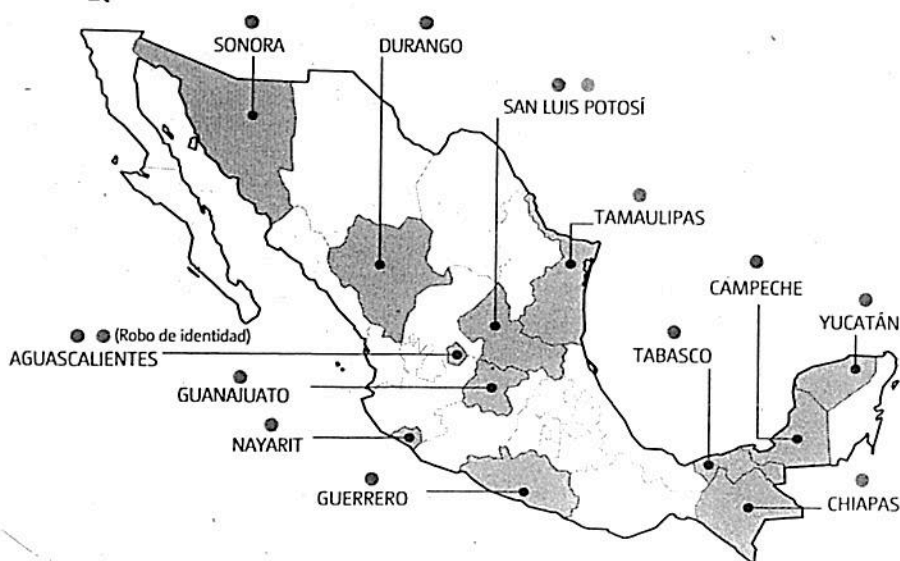 SONORA
DURANGO
SAN LUIS POTOSÍ
TAMAULIPAS
CAMPECHE
YUCATÁN
(Robo de identidad)
AGUASCALIENTES
TABASCO
GUANAJUATO
NAYARIT
GUERRERO
CHIAPAS